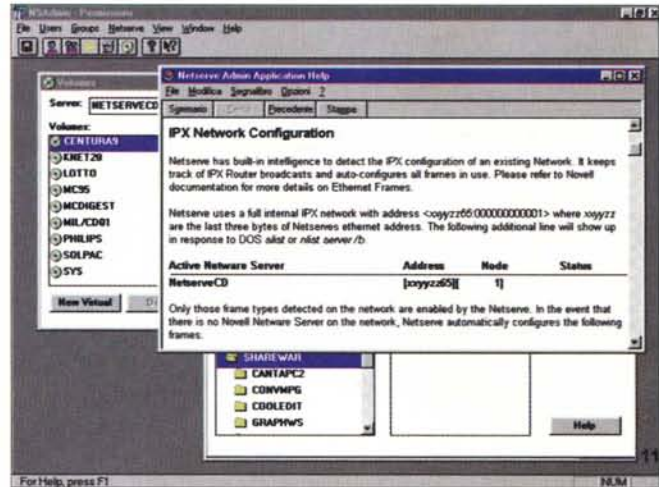 NSAdmin - Permissions
File Users Groups Netserve View Window Help
Volumes
Server: NETSERVECD
Volumes:
CENTURA9
KNET20
LOTTO
MC95
MCDIGEST
MIL/CD01
PHILIPS
SOLPAC
SYS
New Virtual
Netserve Admin Application Help
File Modifica Segnalibro Opzioni ?
Sommario Precedente Stampa
IPX Network Configuration
Netserve has built-in intelligence to detect the IPX configuration of an existing Network. It keeps
track of IPX Router broadcasts and auto-configures all frames in use. Please refer to Novell
documentation for more details on Ethernet Frames.
Netserve uses a full internal IPX network with address <xxyyzz65:000000000001> where xxyyzz
are the last three bytes of Netserves ethernet address. The following additional line will show up
in response to DOS slist or nlist server /b.
Active Netware Server Address Node Status
NetserveCD [xxyyzz65][ 1]
Only those frame types detected on the network are enabled by the Netserve. In the event that
there is no Novell Netware Server on the network, Netserve automatically configures the following
frames.
SHAREWAR
CANTAPC2
CONVMPG
COOLEDIT
GRAPHWS
Help
11
For Help, press F1
NUM